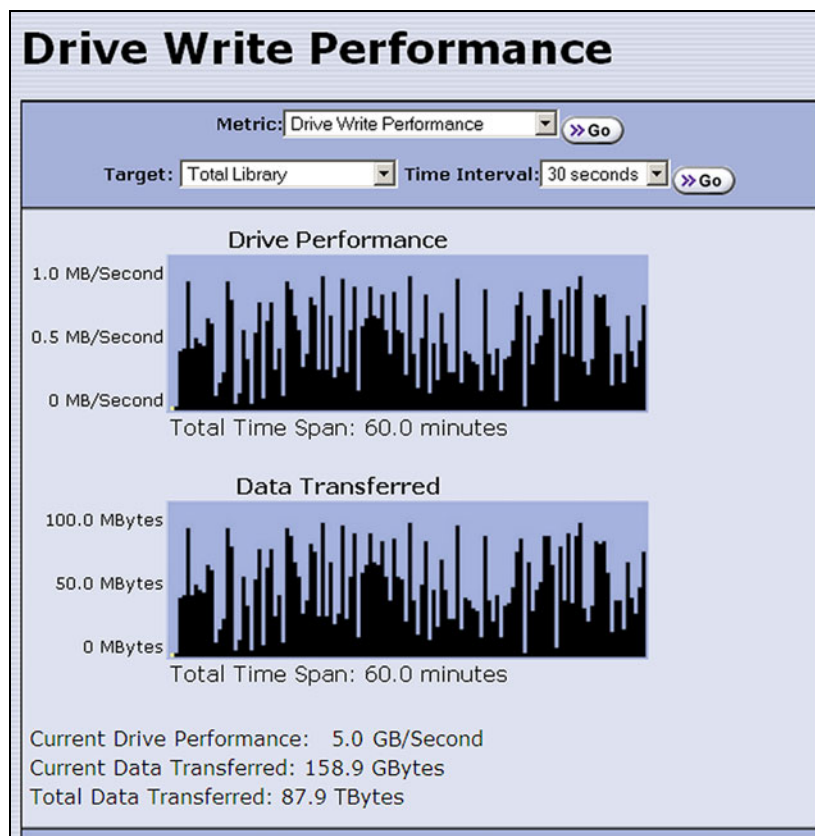 Drive Write Performance
Metric: Drive Write Performance >> Go
Target: Total Library Time Interval: 30 seconds >> Go
Drive Performance
1.0 MB/Second
0.5 MB/Second
0 MB/Second
Total Time Span: 60.0 minutes
Data Transferred
100.0 MBytes
50.0 MBytes
0 MBytes
Total Time Span: 60.0 minutes
Current Drive Performance: 5.0 GB/Second
Current Data Transferred: 158.9 GBytes
Total Data Transferred: 87.9 TBytes